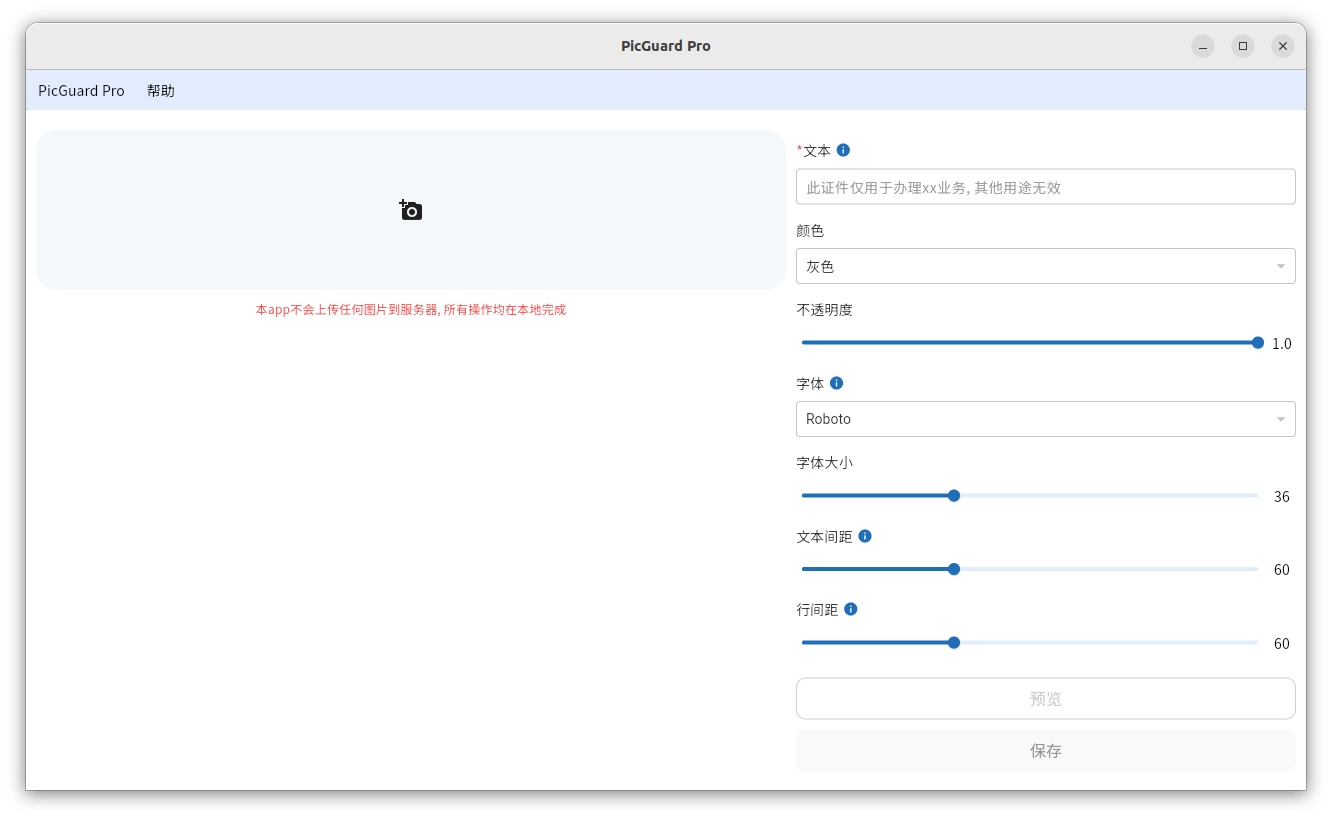 PicGuard Pro
PicGuard Pro 帮助
本app不会上传任何图片到服务器, 所有操作均在本地完成
*文本
此证件仅用于办理xx业务, 其他用途无效
颜色
灰色
不透明度
1.0
字体
Roboto
字体大小
36
文本间距
60
行间距
60
预览
保存